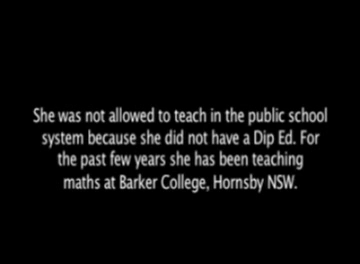 She was not allowed to teach in the public school
system because she did not have a Dip Ed. For
the past few years she has been teaching
maths at Barker College, Hornsby NSW.